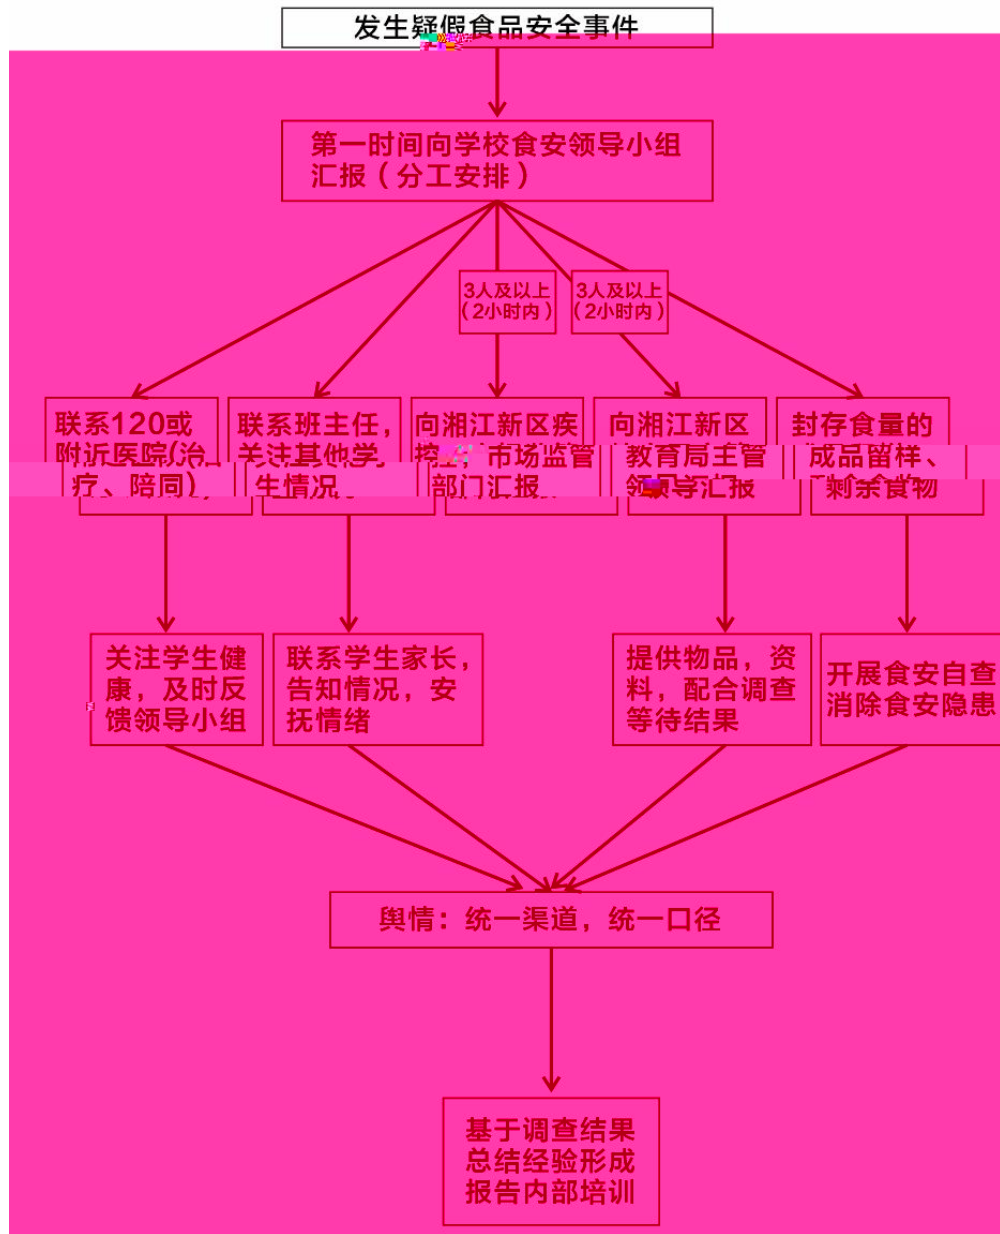 发生疑假食品安全事件
第一时间向学校食安领导小组
汇报（分工安排）
3人及以上
（2小时内）
3人及以上
（2小时内）
联系120或
附近医院(治
疗、陪同)
联系班主任，
关注其他学
生情况
向湘江新区疾
控 市场监管
部门汇报
向湘江新区
教育局主管
领导汇报
封存食量的
成品留样、
剩余食物
关注学生健
康，及时反
馈领导小组
联系学生家长，
告知情况，安
抚情绪
提供物品，资
料，配合调查
等待结果
开展食安自查
消除食安隐患
舆情：统一渠道，统一口径
基于调查结果
总结经验形成
报告内部培训